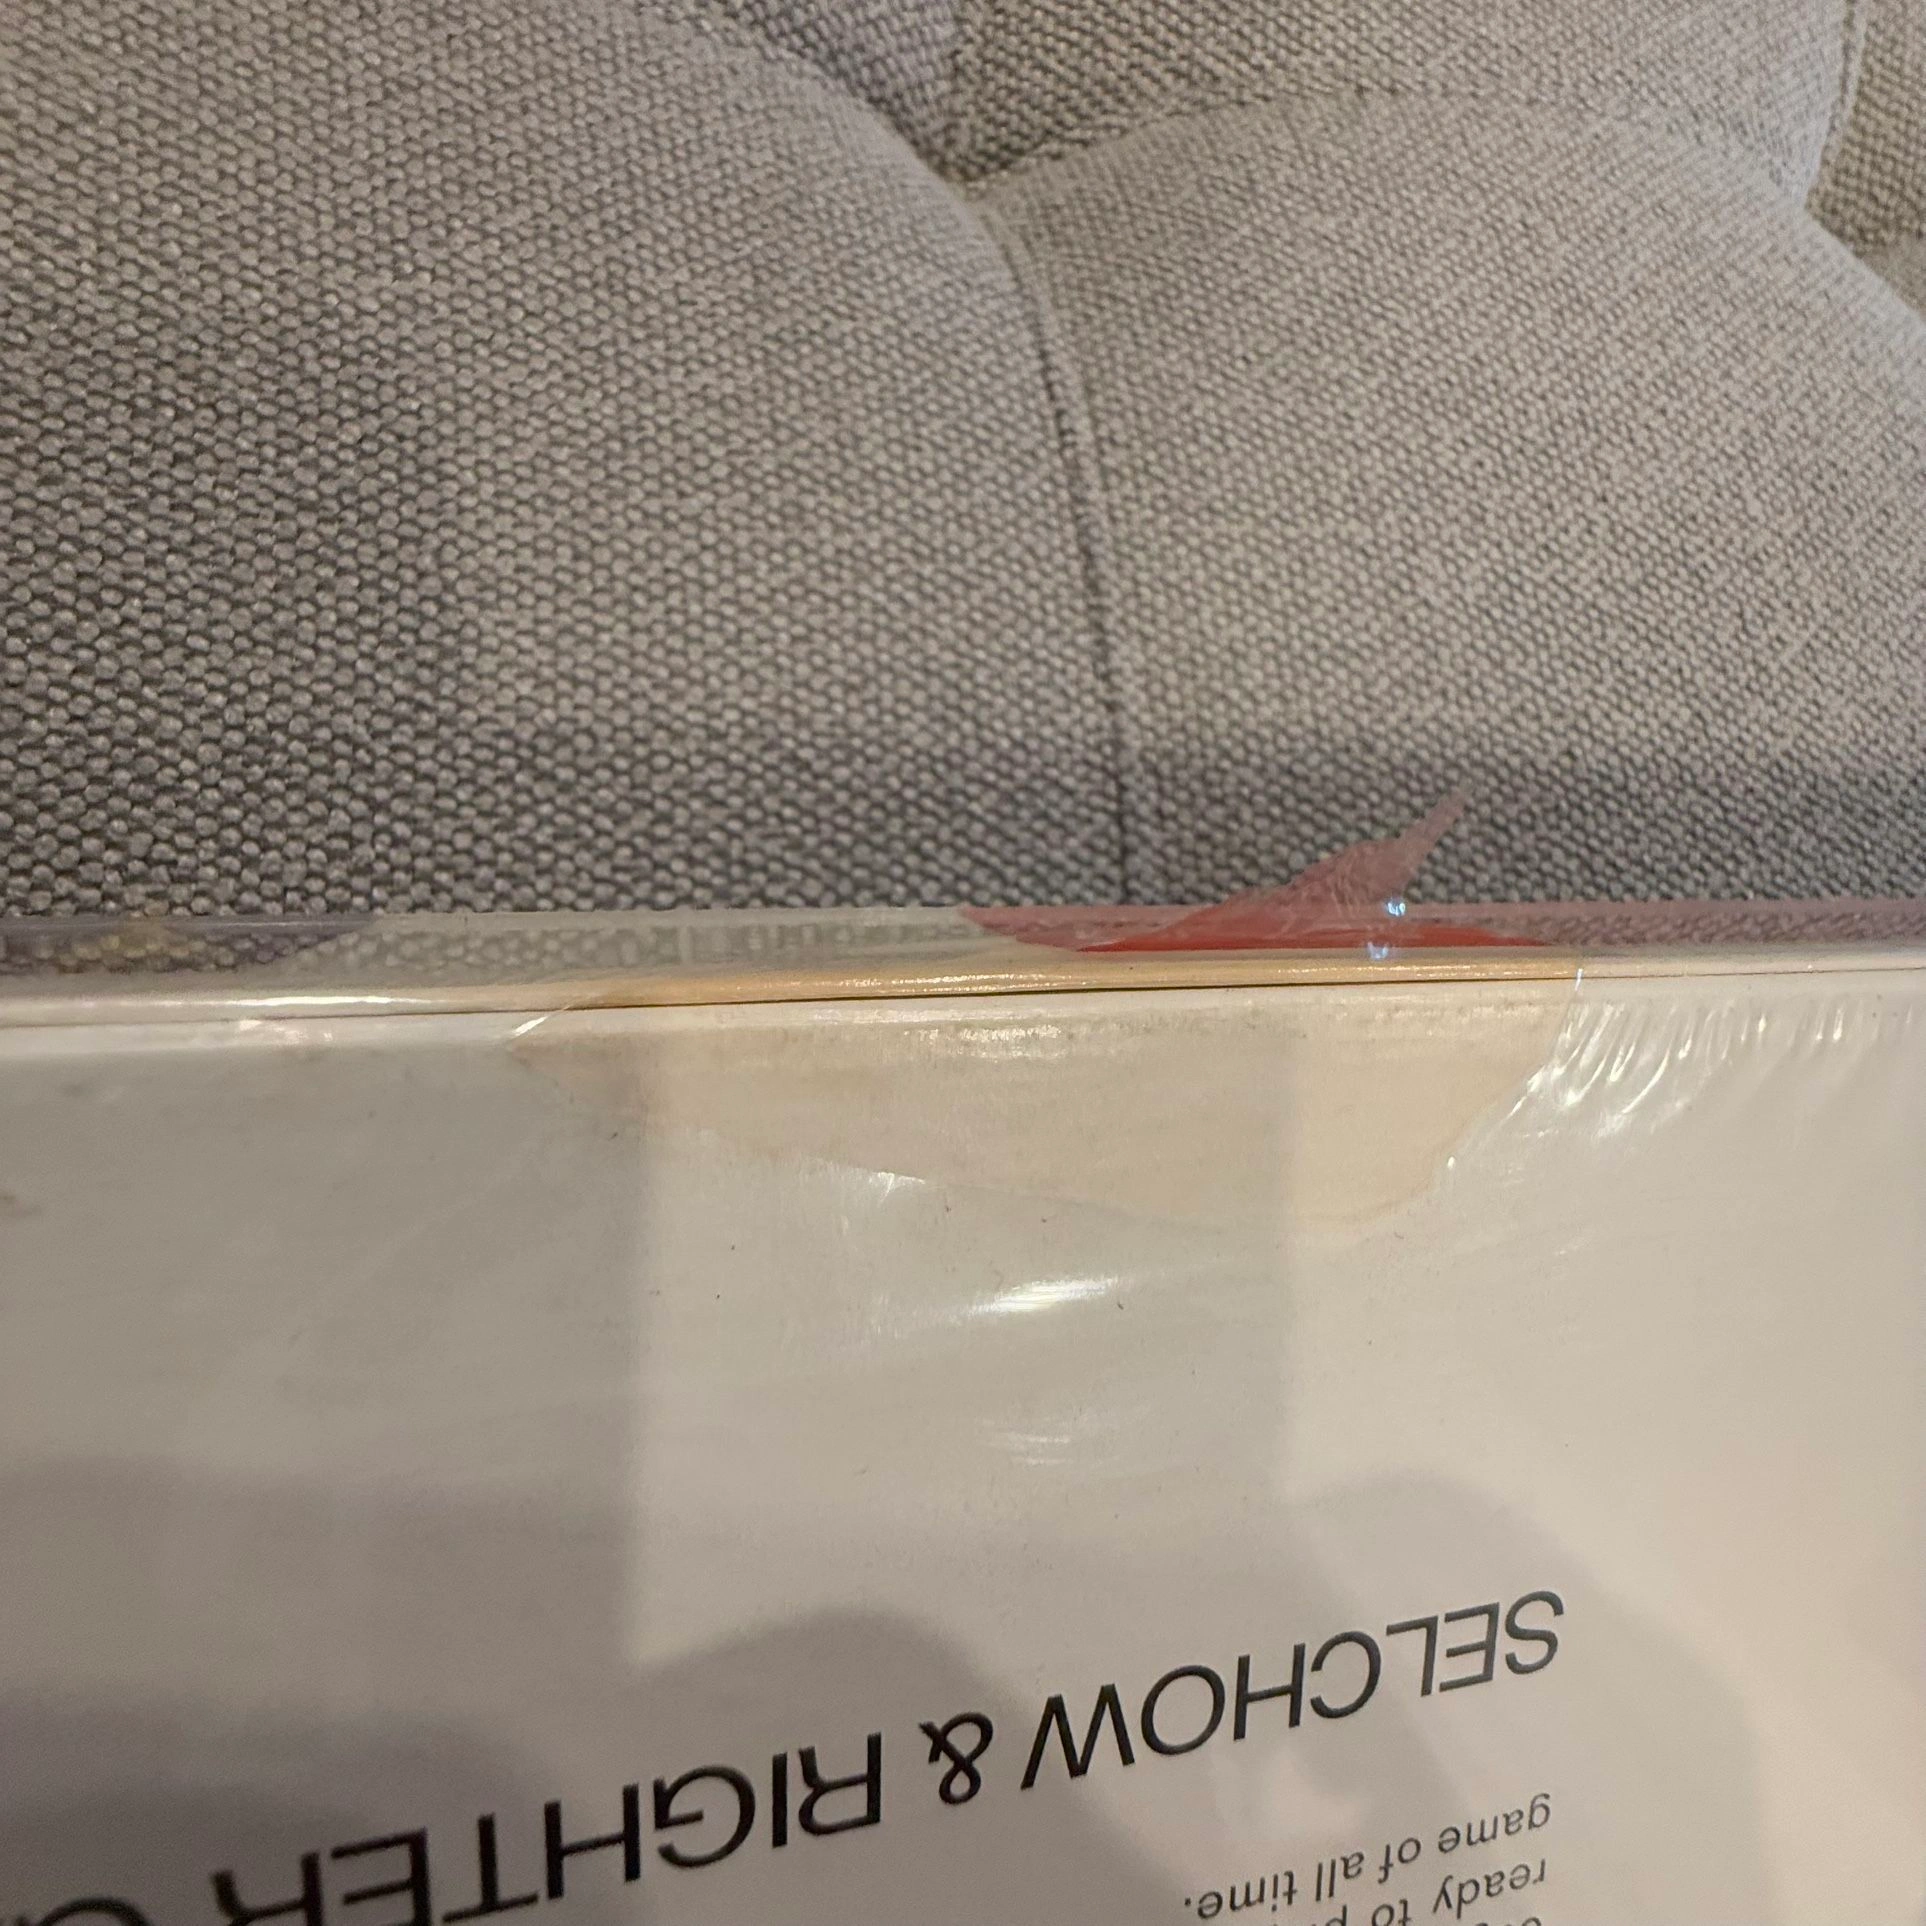 ready to
game of all time.
SELCHOW & RIGHTER